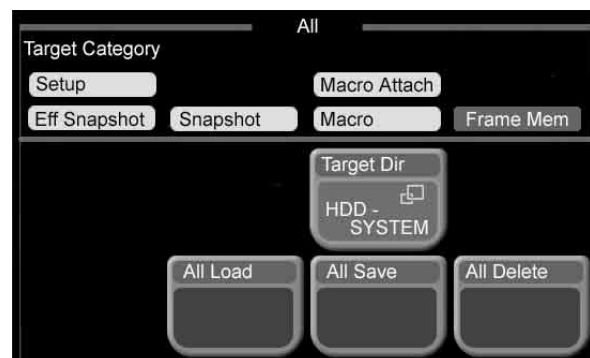 All
Target Category
Setup Macro Attach
Eff Snapshot Snapshot Macro Frame Mem
Target Dir
HDD -
SYSTEM
All Load All Save All Delete